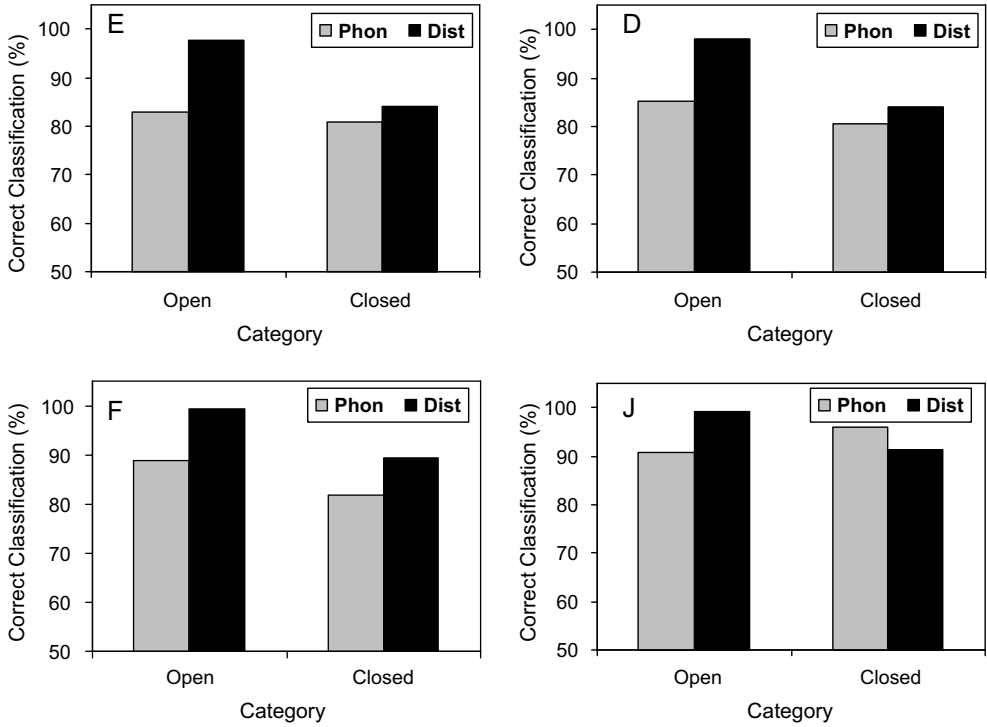 E
Phon Dist
Correct Classification (%)
100
90
80
70
60
50
Open Closed
Category
D
Phon Dist
Correct Classification (%)
100
90
80
70
60
50
Open Closed
Category
F
Phon Dist
Correct Classification (%)
100
90
80
70
60
50
Open Closed
Category
J
Phon Dist
Correct Classification (%)
100
90
80
70
60
50
Open Closed
Category